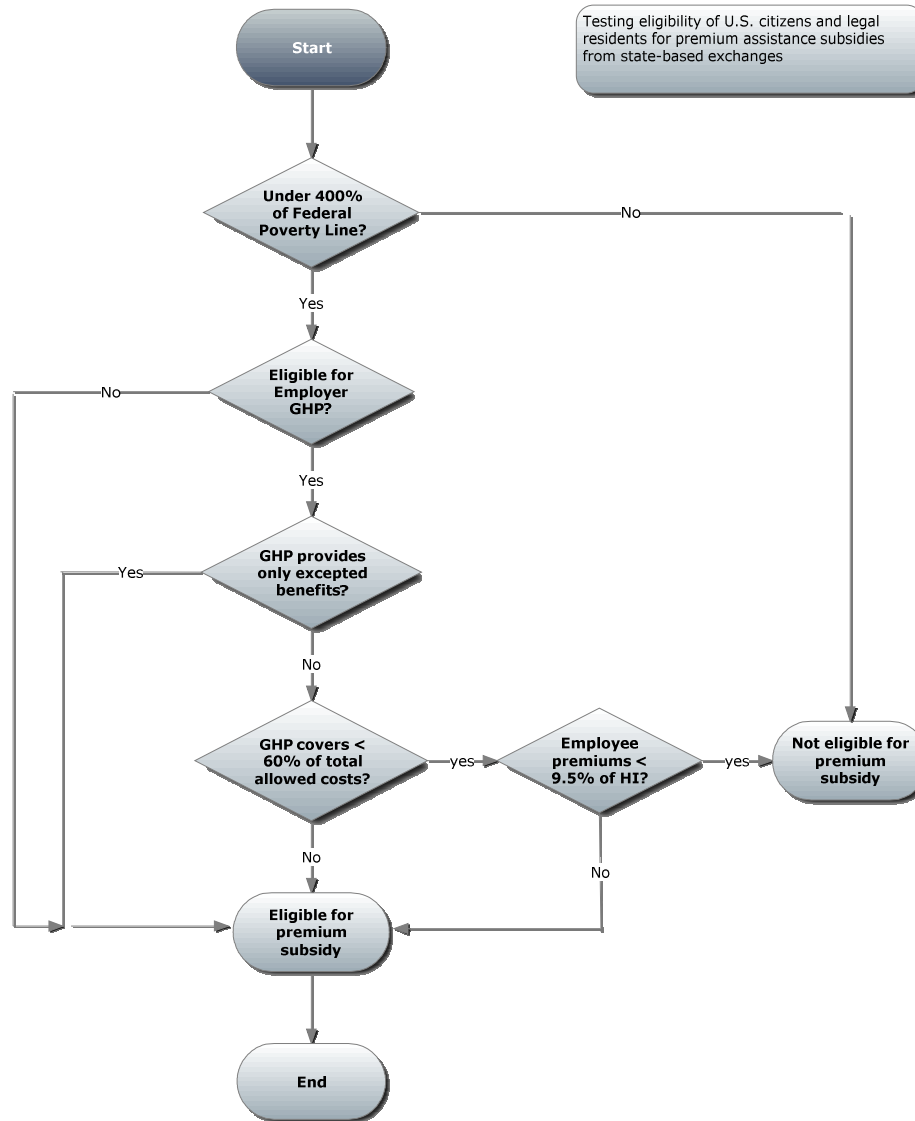 Start
Testing eligibility of U.S. citizens and legal
residents for premium assistance subsidies
from state-based exchanges
Under 400%
of Federal
Poverty Line?
No
Yes
Eligible for
Employer
GHP?
No
Yes
GHP provides
only excepted
benefits?
Yes
No
GHP covers <
60% of total
allowed costs?
yes
Employee
premiums <
9.5% of HI?
yes
Not eligible for
premium
subsidy
No
No
Eligible for
premium
subsidy
End